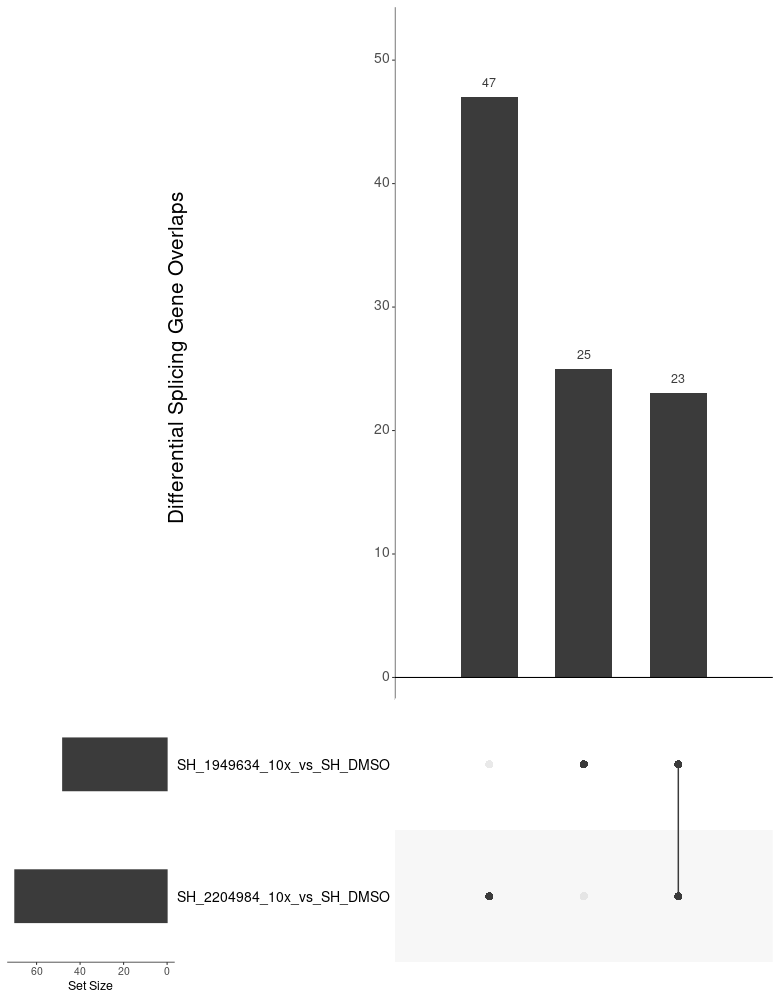 Differential Splicing Gene Overlaps
50
40
30
20
10
0
47
25
23
SH_1949634_10x_vs_SH_DMSO
SH_2204984_10x_vs_SH_DMSO
60 40 20 0
Set Size